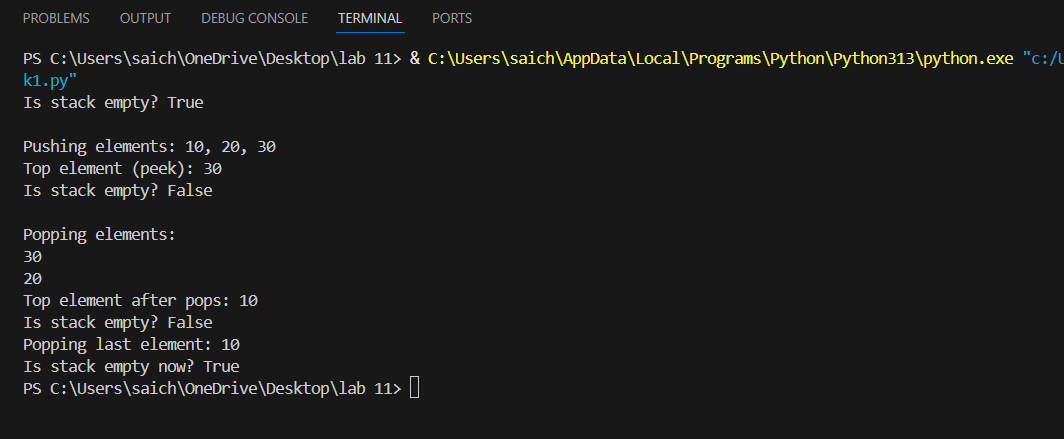 PROBLEMS OUTPUT DEBUG CONSOLE TERMINAL PORTS
PS C:\Users\saich\OneDrive\Desktop\lab 11> & C:\Users\saich\AppData\Local\Programs\Python\Python313\python.exe "c:/U
k1.py"
Is stack empty? True
Pushing elements: 10, 20, 30
Top element (peek): 30
Is stack empty? False
Popping elements:
30
20
Top element after pops: 10
Is stack empty? False
Popping last element: 10
Is stack empty now? True
PS C:\Users\saich\OneDrive\Desktop\lab 11>